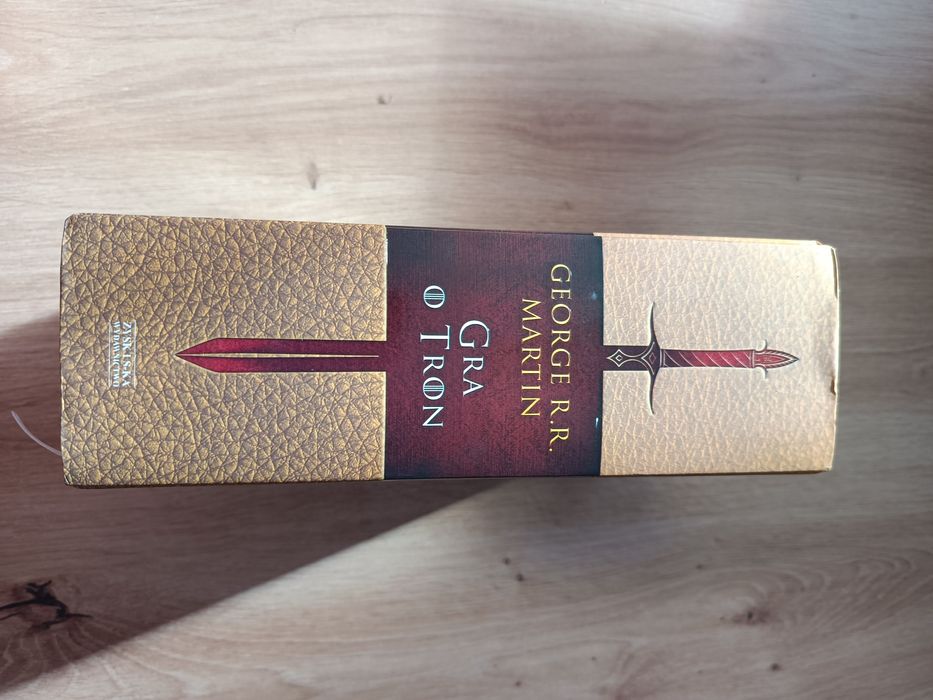 GEORGE R.R.
MARTIN
GRA
O TRON
ZYSK I S-KA
WYDAWNICTWO